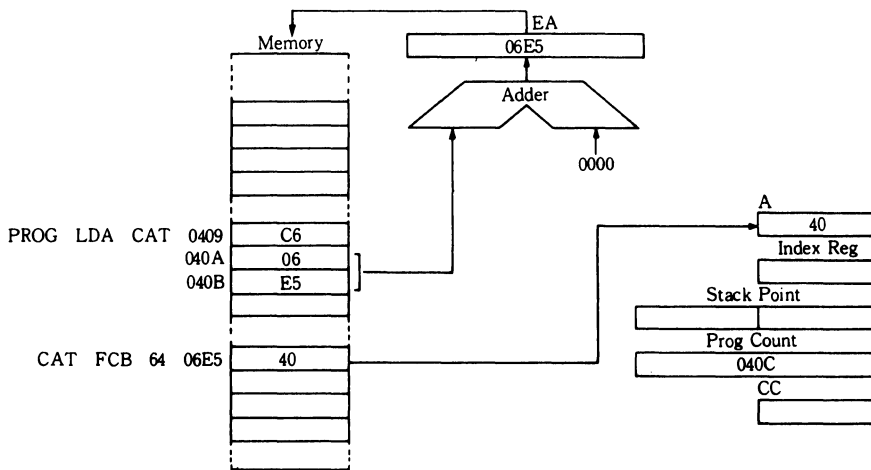 EA
Memory
06E5
Adder
0000
A
PROG LDA CAT 0409 C6
40
040A 06
Index Reg
040B E5
Stack Point
Prog Count
CAT FCB 64 06E5 40
040C
CC